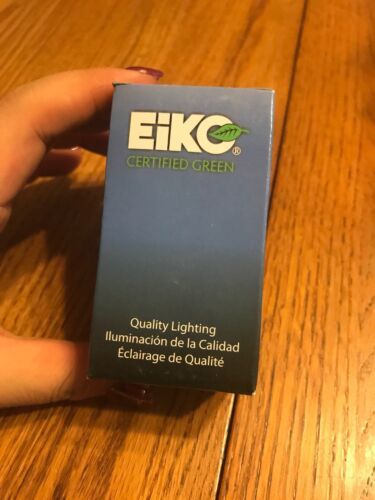 EiKO®
CERTIFIED GREEN
Quality Lighting
Iluminación de la Calidad
Éclairage de Qualité